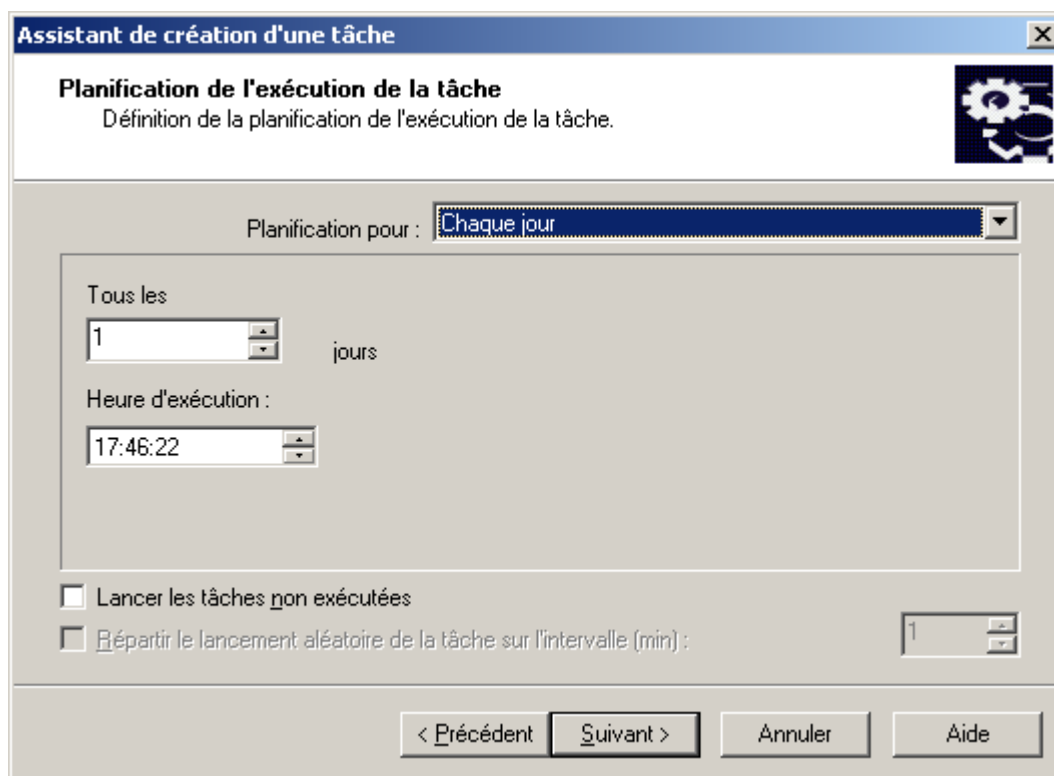 Assistant de création d'une tâche
Planification de l'exécution de la tâche
Définition de la planification de l'exécution de la tâche.
Planification pour : Chaque jour
Tous les
1
jours
Heure d'exécution :
17:46:22
Lancer les tâches non exécutées
Répartir le lancement aléatoire de la tâche sur l'intervalle (min) : 1
< Précédent Suivant > Annuler Aide